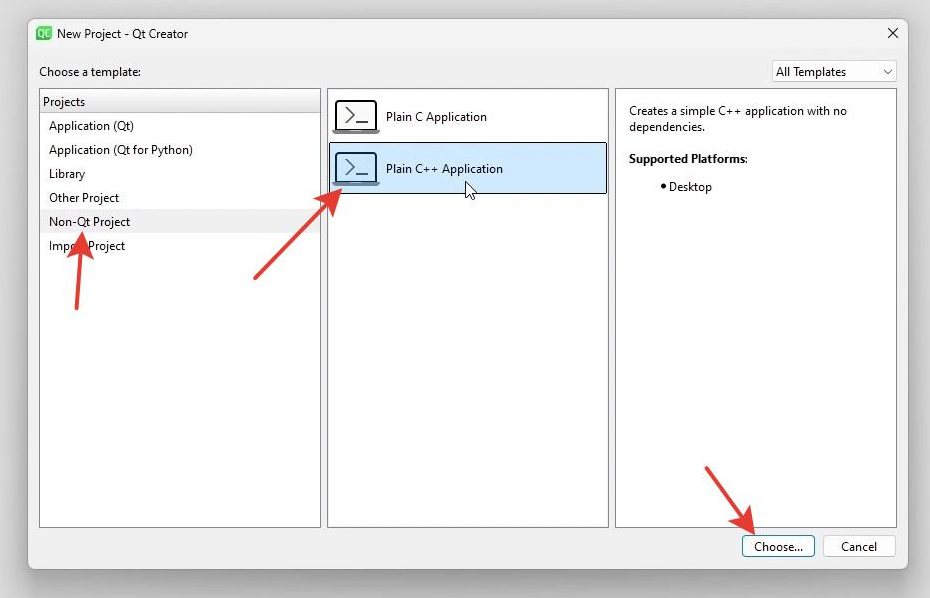 QC New Project - Qt Creator
Choose a template:
All Templates
Projects
Application (Qt)
Application (Qt for Python)
Library
Other Project
Non-Qt Project
Import Project
Plain C Application
Plain C++ Application
Creates a simple C++ application with no
dependencies.
Supported Platforms:
• Desktop
Choose...
Cancel